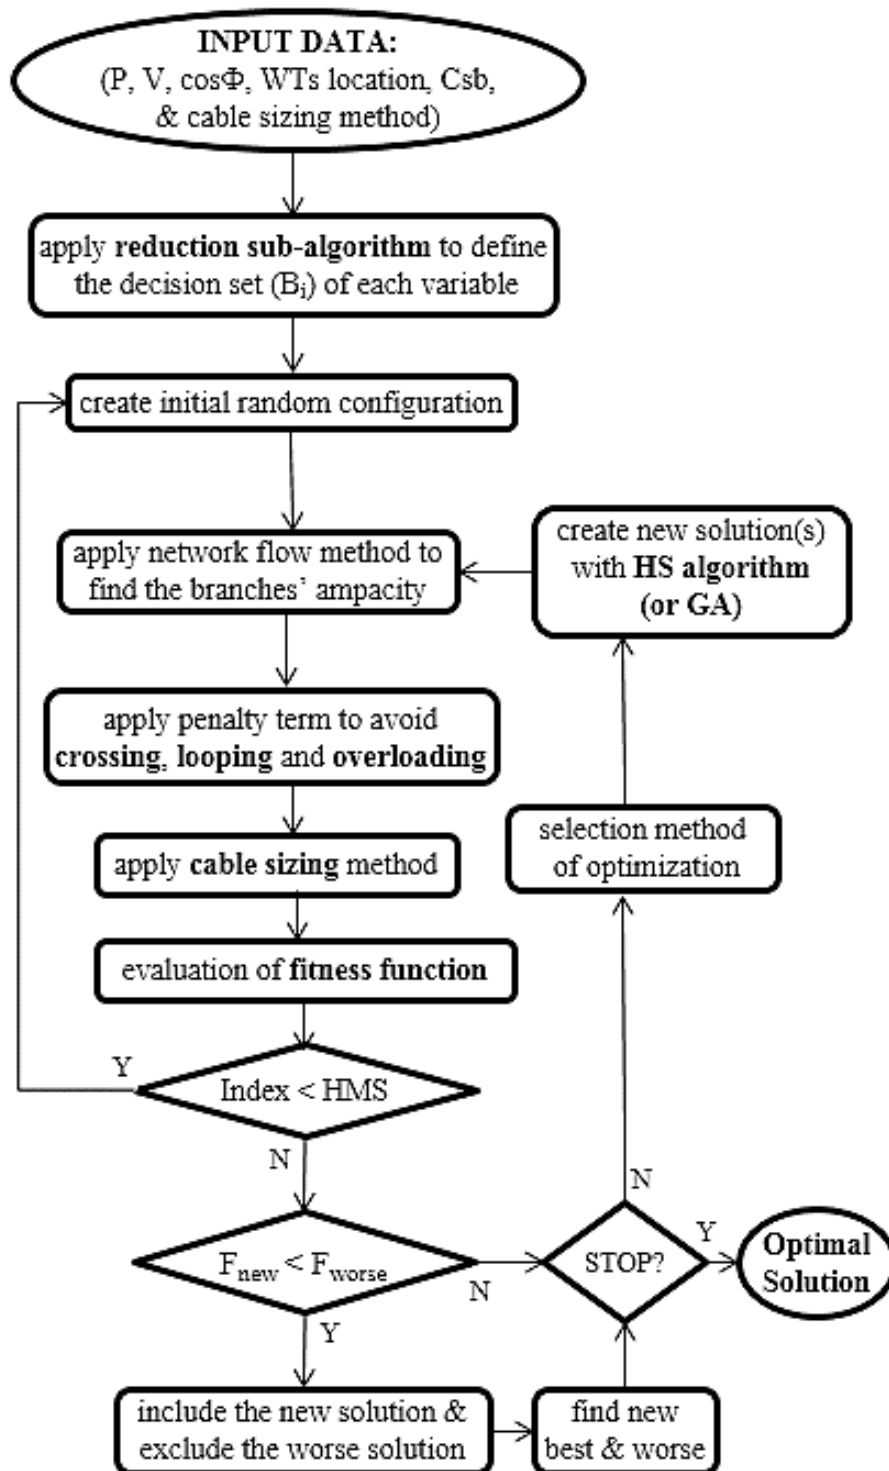 INPUT DATA:
(P, V, cosΦ, WTs location, Csb,
& cable sizing method)
apply reduction sub-algorithm to define
the decision set (Bi) of each variable
create initial random configuration
apply network flow method to
find the branches’ ampacity
create new solution(s)
with HS algorithm
(or GA)
apply penalty term to avoid
crossing, looping and overloading
selection method
of optimization
apply cable sizing method
evaluation of fitness function
Y
Index < HMS
N
N
Fnew < Fworse
N
STOP?
Y
Optimal
Solution
Y
include the new solution &
exclude the worse solution
find new
best & worse